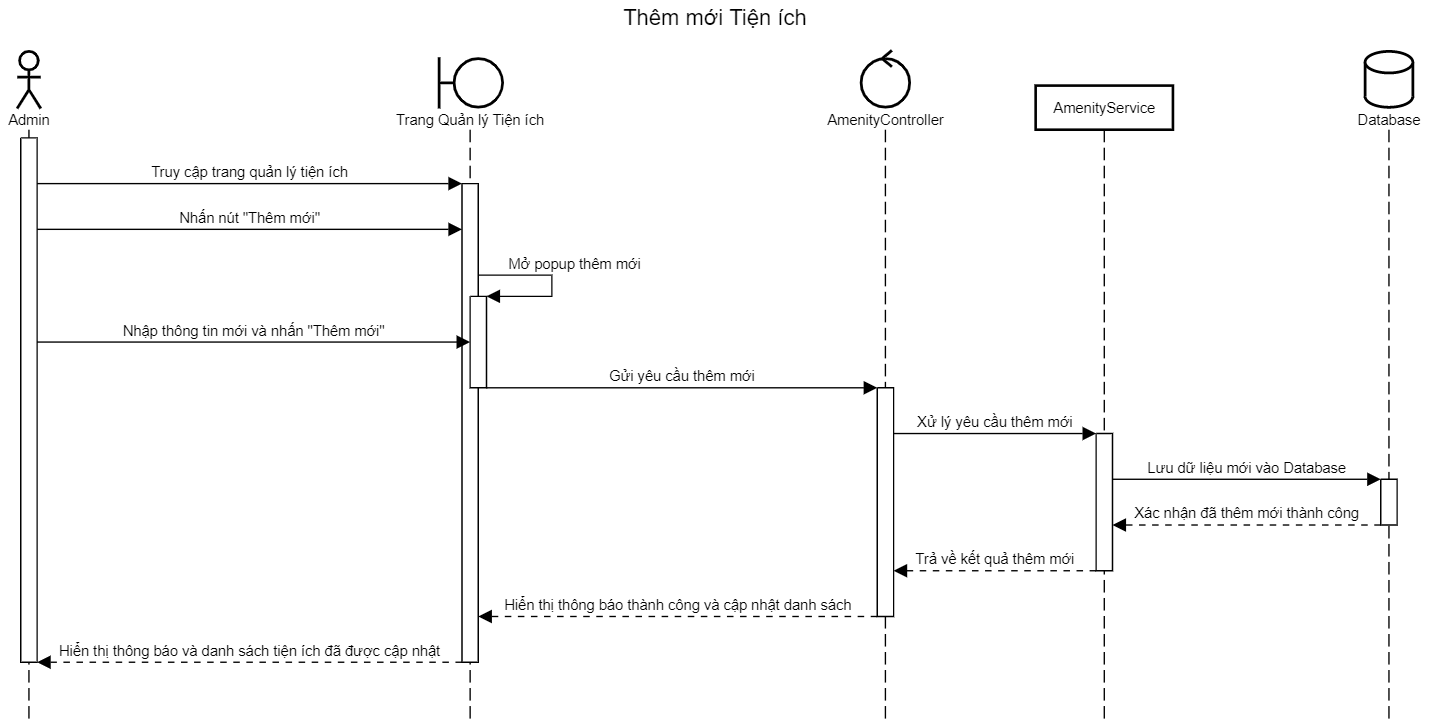 Thêm mới Tiện ích
Admin
Trang Quản lý Tiện ích
AmenityController
AmenityService
Database
Truy cập trang quản lý tiện ích
Nhấn nút "Thêm mới"
Mở popup thêm mới
Nhập thông tin mới và nhấn "Thêm mới"
Gửi yêu cầu thêm mới
Xử lý yêu cầu thêm mới
Lưu dữ liệu mới vào Database
Xác nhận đã thêm mới thành công
Trả về kết quả thêm mới
Hiển thị thông báo thành công và cập nhật danh sách
Hiển thị thông báo và danh sách tiện ích đã được cập nhật